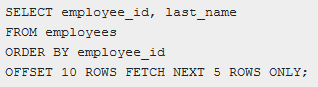 SELECT employee_id, last_name
FROM employees
ORDER BY employee_id
OFFSET 10 ROWS FETCH NEXT 5 ROWS ONLY;